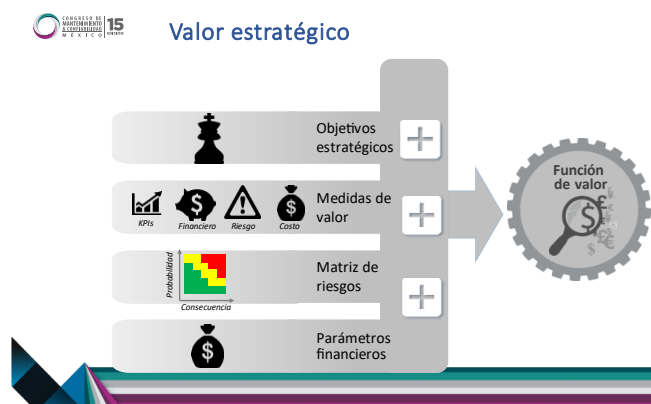 CONGRESO DE
MANTENIMIENTO
& CONFIABILIDAD
MÉXICO
15
EDICIÓN
Valor estratégico
Objetivos
estratégicos
KPIs
Financiero
Riesgo
Costo
Medidas de
valor
Probabilidad
Consecuencia
Matriz de
riesgos
Parámetros
financieros
Función
de valor